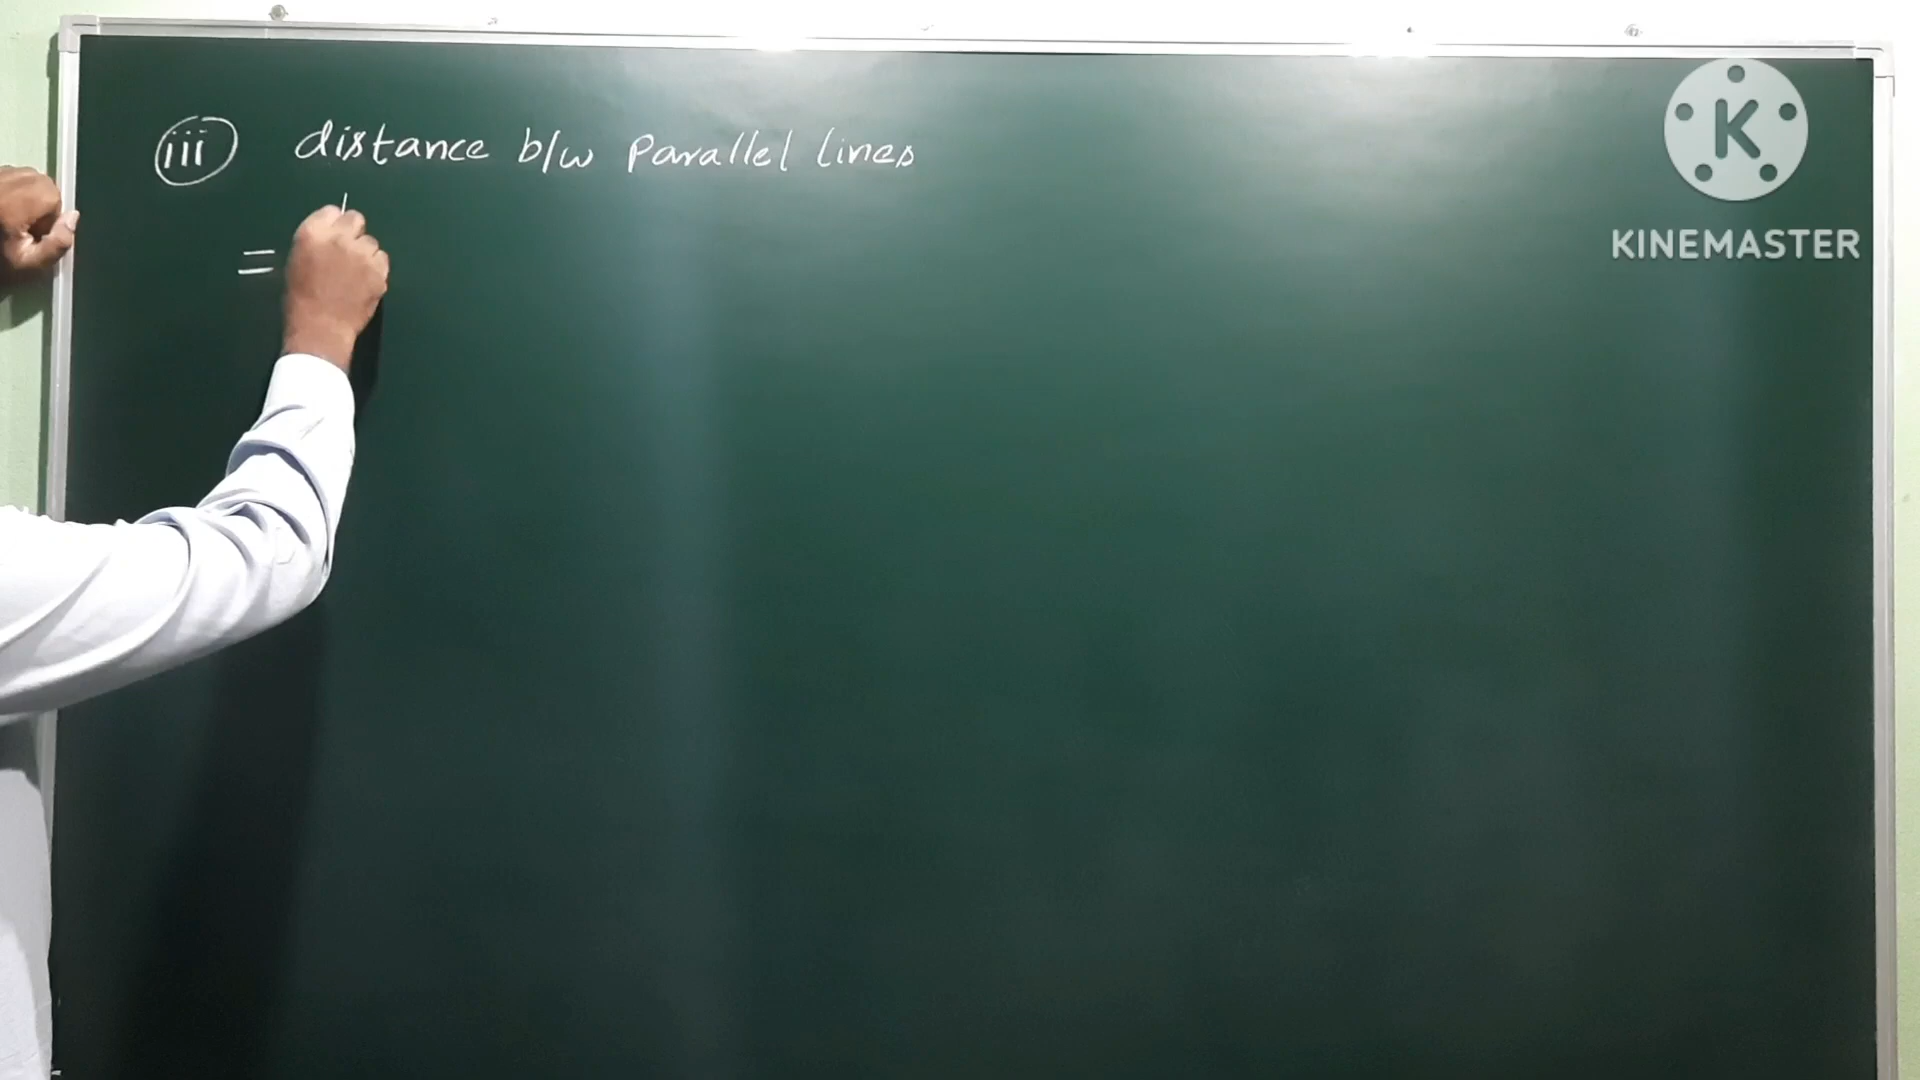 (iii) distance b/w parallel lines
=
K
KINEMASTER